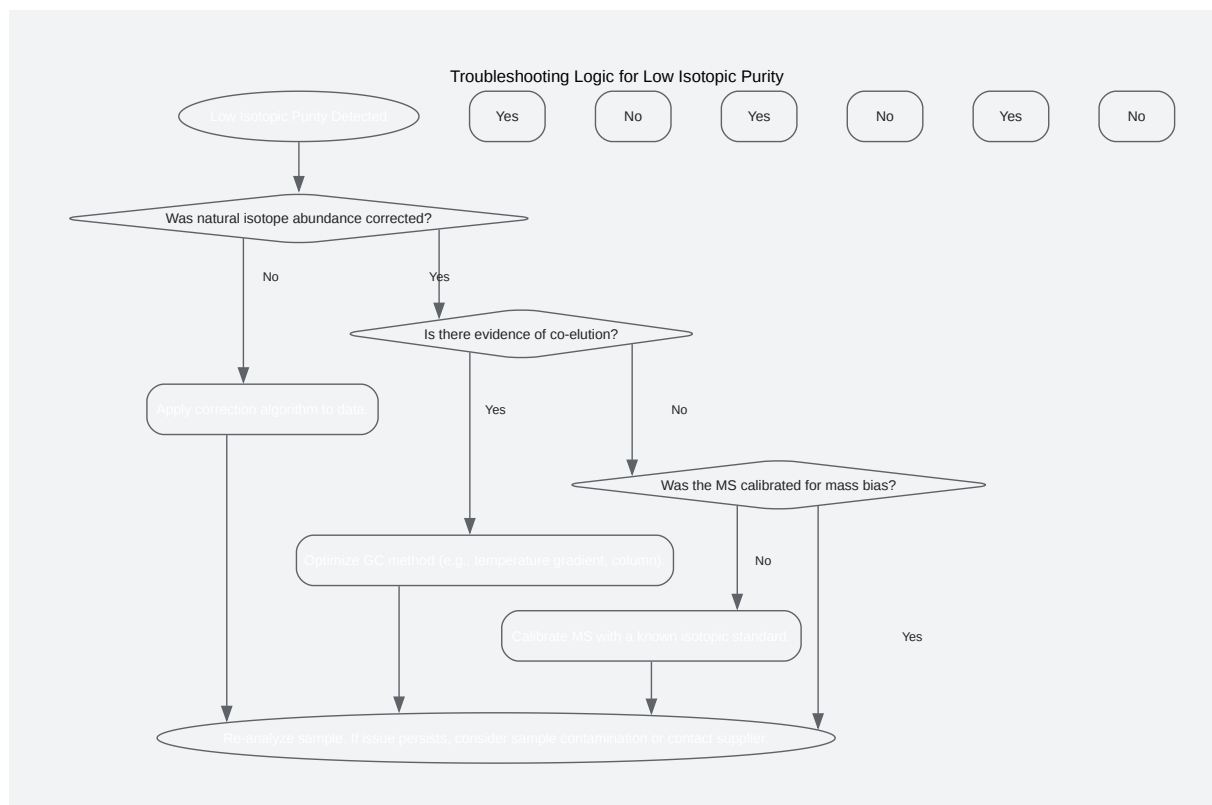 Troubleshooting Logic for Low Isotopic Purity
Low Isotopic Purity Detected
Yes
No
Yes
No
Yes
No
Was natural isotope abundance corrected?
No
Yes
Is there evidence of co-elution?
Apply correction algorithm to data.
Yes
No
Was the MS calibrated for mass bias?
Optimize GC method (e.g., temperature gradient, column).
No
Calibrate MS with a known isotopic standard.
Yes
Re-analyze sample. If issue persists, consider sample contamination or contact supplier.